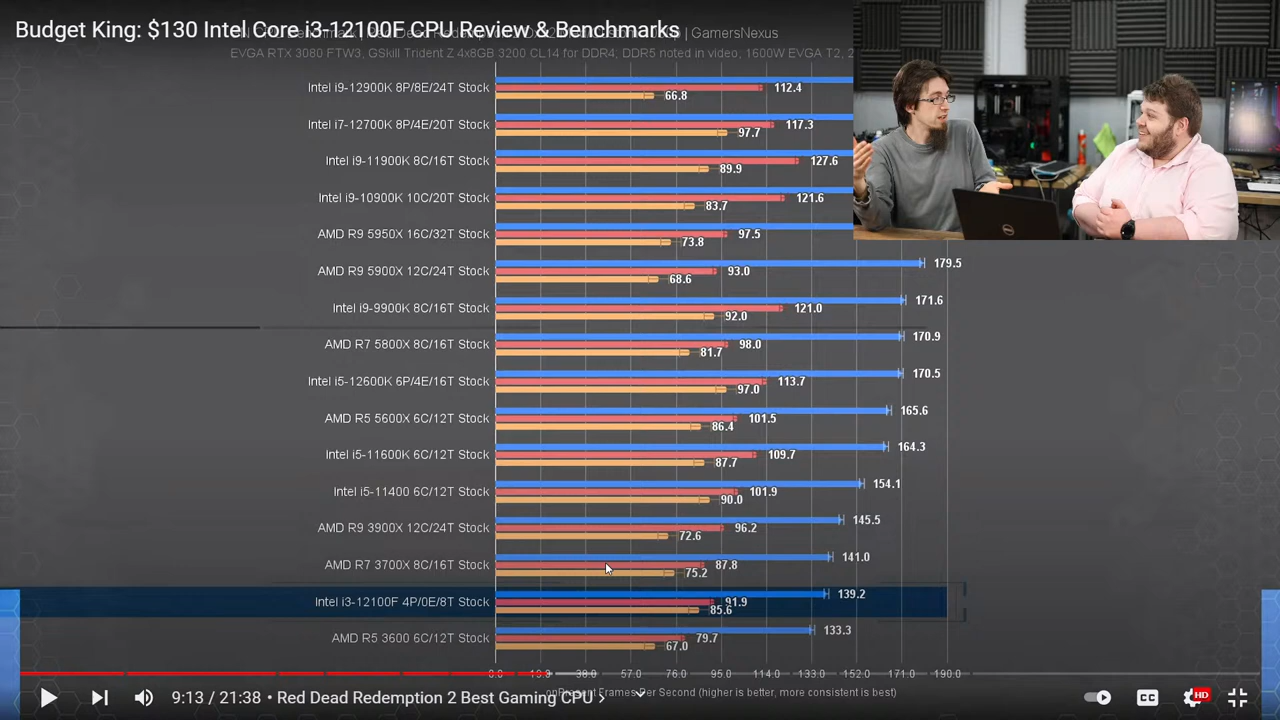 Budget King: $130 Intel Core i3-12100F CPU Review & Benchmarks
| GamersNexus
EVGA RTX 3080 FTW3, GSkill Trident Z 4x8GB 3200 CL14 for DDR4, DDR5 noted in video, 1600W EVGA T2, 2
Intel i9-12900K 8P/8E/24T Stock 112.4 66.8
Intel i7-12700K 8P/4E/20T Stock 117.3 97.7
Intel i9-11900K 8C/16T Stock 127.6 89.9
Intel i9-10900K 10C/20T Stock 121.6 83.7
AMD R9 5950X 16C/32T Stock 97.5 73.8
AMD R9 5900X 12C/24T Stock 179.5 93.0 68.6
Intel i9-9900K 8C/16T Stock 171.6 121.0 92.0
AMD R7 5800X 8C/16T Stock 170.9 98.0 81.7
Intel i5-12600K 6P/4E/16T Stock 170.5 113.7 97.0
AMD R5 5600X 6C/12T Stock 165.6 101.5 86.4
Intel i5-11600K 6C/12T Stock 164.3 109.7 87.7
Intel i5-11400 6C/12T Stock 154.1 101.9 90.0
AMD R9 3900X 12C/24T Stock 145.5 96.2 72.6
AMD R7 3700X 8C/16T Stock 141.0 87.8 75.2
Intel i3-12100F 4P/0E/8T Stock 139.2 91.9 85.6
AMD R5 3600 6C/12T Stock 133.3 79.7 67.0
0.0 19.0 38.0 57.0 76.0 95.0 114.0 133.0 152.0 171.0 190.0
onPresent Frames Per Second (higher is better, more consistent is best)
9:13 / 21:38 • Red Dead Redemption 2 Best Gaming CPU
CC
HD
DELL